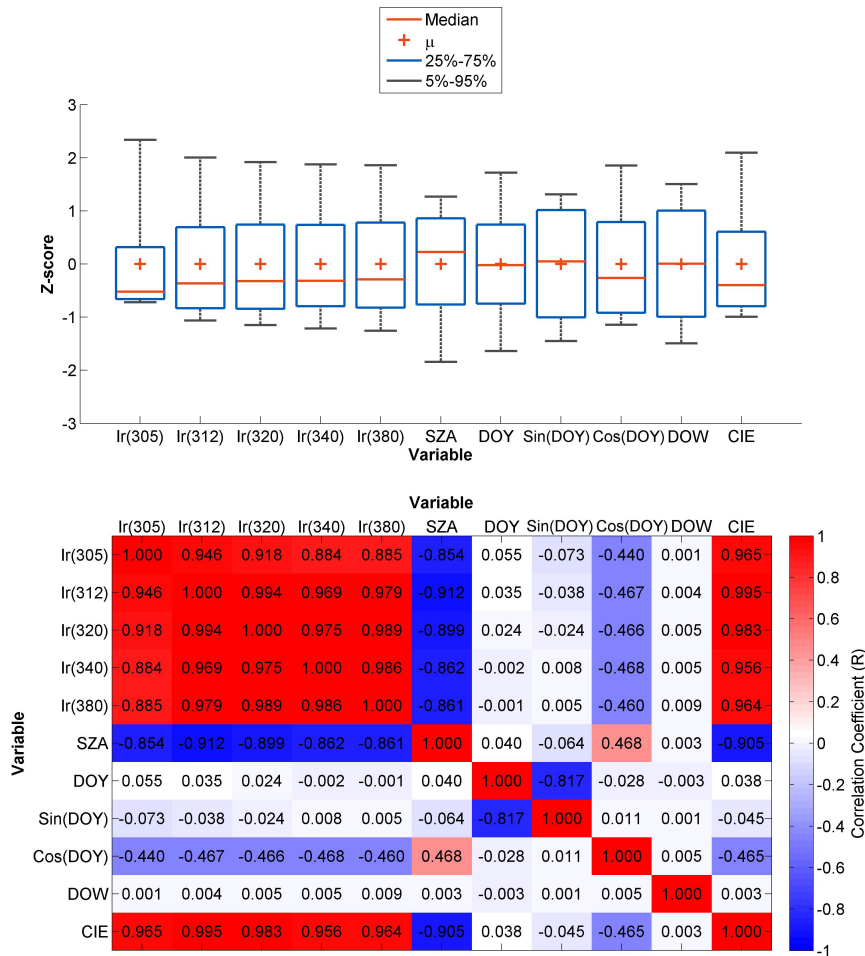 Median
μ
25%-75%
5%-95%
3
2
1
0
-1
-2
-3
Z-score
Ir(305) Ir(312) Ir(320) Ir(340) Ir(380) SZA DOY Sin(DOY) Cos(DOY) DOW CIE
Variable
Variable
Ir(305) Ir(312) Ir(320) Ir(340) Ir(380) SZA DOY Sin(DOY) Cos(DOY) DOW CIE
Ir(305) 1.000 0.946 0.918 0.884 0.885 -0.854 0.055 -0.073 -0.440 0.001 0.965
Ir(312) 0.946 1.000 0.994 0.969 0.979 -0.912 0.035 -0.038 -0.467 0.004 0.995
Ir(320) 0.918 0.994 1.000 0.975 0.989 -0.899 0.024 -0.024 -0.466 0.005 0.983
Ir(340) 0.884 0.969 0.975 1.000 0.986 -0.862 -0.002 0.008 -0.468 0.005 0.956
Ir(380) 0.885 0.979 0.989 0.986 1.000 -0.861 -0.001 0.005 -0.460 0.009 0.964
SZA -0.854 -0.912 -0.899 -0.862 -0.861 1.000 0.040 -0.064 0.468 0.003 -0.905
DOY 0.055 0.035 0.024 -0.002 -0.001 0.040 1.000 -0.817 -0.028 -0.003 0.038
Sin(DOY) -0.073 -0.038 -0.024 0.008 0.005 -0.064 -0.817 1.000 0.011 0.001 -0.045
Cos(DOY) -0.440 -0.467 -0.466 -0.468 -0.460 0.468 -0.028 0.011 1.000 0.005 -0.465
DOW 0.001 0.004 0.005 0.005 0.009 0.003 -0.003 0.001 0.005 1.000 0.003
CIE 0.965 0.995 0.983 0.956 0.964 -0.905 0.038 -0.045 -0.465 0.003 1.000
Variable
1
0.8
0.6
0.4
0.2
0
-0.2
-0.4
-0.6
-0.8
-1
Correlation Coefficient (R)